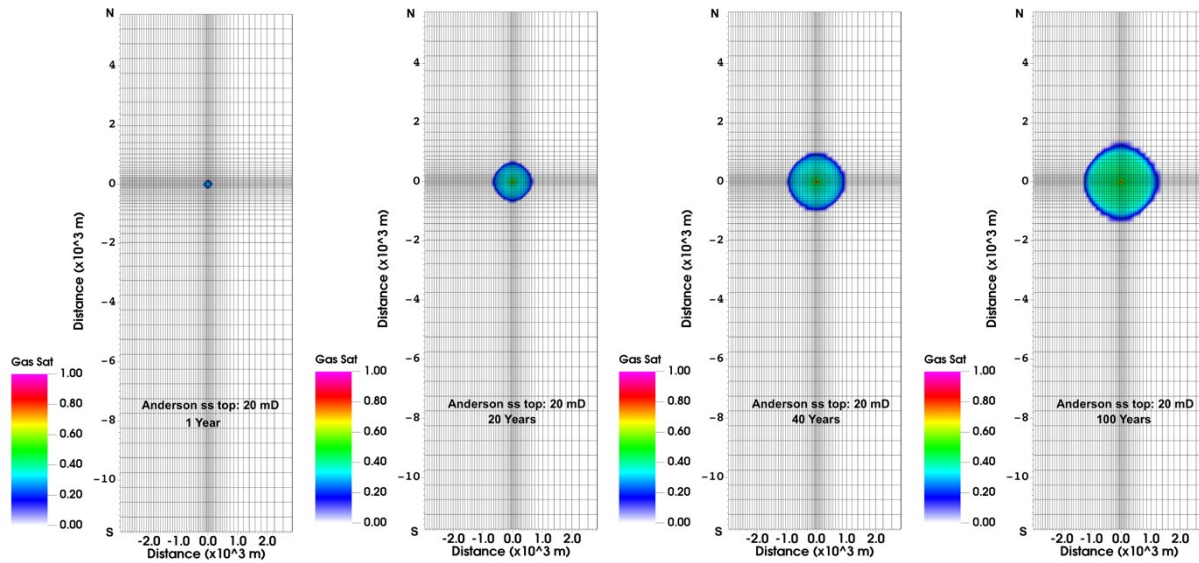 N
4
2
0
−2
−4
−6
−8
−10
S
Distance (x10^3 m)
Gas Sat
1.00
0.80
0.60
0.40
0.20
0.00
Anderson ss top: 20 mD
1 Year
-2.0 -1.0 0.0 1.0 2.0
Distance (x10^3 m)
N
4
2
0
−2
−4
−6
−8
−10
S
Distance (x10^3 m)
Gas Sat
1.00
0.80
0.60
0.40
0.20
0.00
Anderson ss top: 20 mD
20 Years
-2.0 -1.0 0.0 1.0 2.0
Distance (x10^3 m)
N
4
2
0
−2
−4
−6
−8
−10
S
Distance (x10^3 m)
Gas Sat
1.00
0.80
0.60
0.40
0.20
0.00
Anderson ss top: 20 mD
40 Years
-2.0 -1.0 0.0 1.0 2.0
Distance (x10^3 m)
N
4
2
0
−2
−4
−6
−8
−10
S
Distance (x10^3 m)
Gas Sat
1.00
0.80
0.60
0.40
0.20
0.00
Anderson ss top: 20 mD
100 Years
-2.0 -1.0 0.0 1.0 2.0
Distance (x10^3 m)